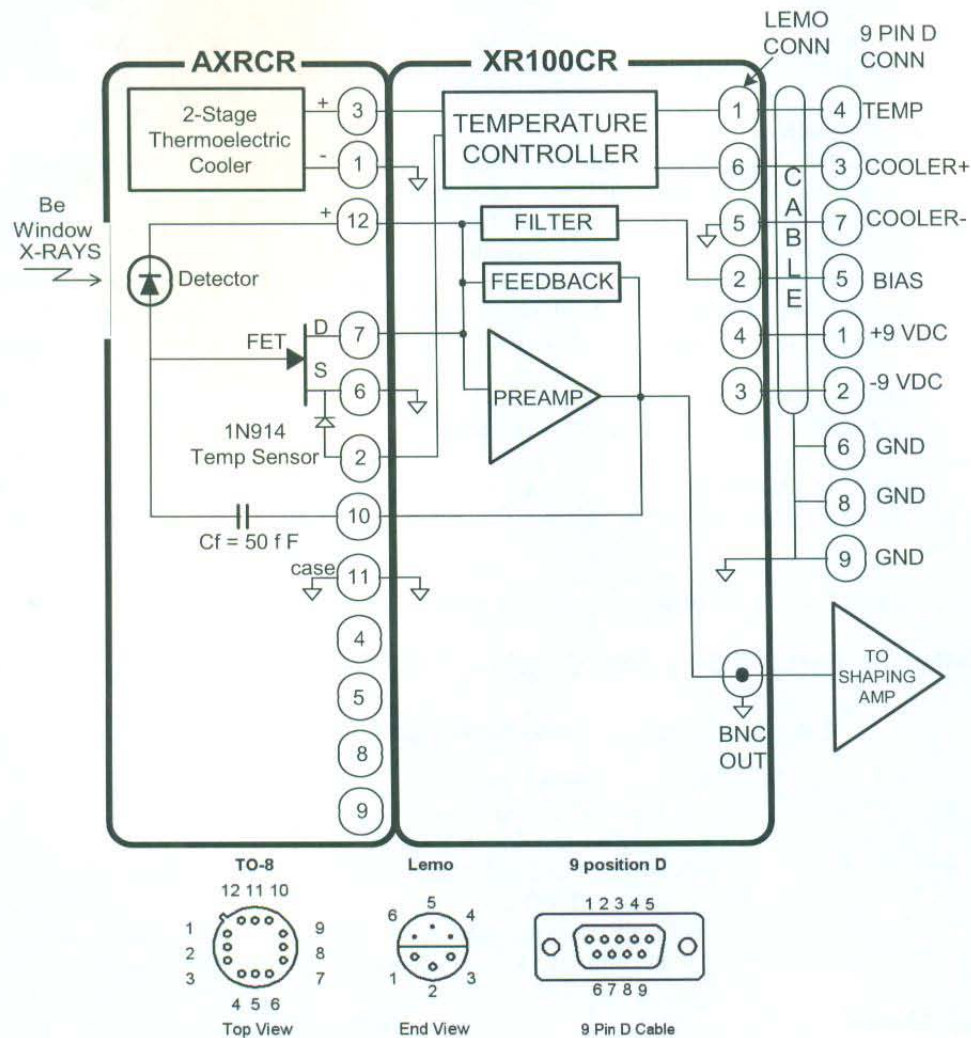 LEMO
CONN
9 PIN D
CONN
AXRCR
XR100CR
2-Stage
Thermoelectric
Cooler
+
3
-
1
+
12
TEMPERATURE
CONTROLLER
1
4
TEMP
6
3
COOLER+
5
7
COOLER-
2
5
BIAS
4
1
+9 VDC
3
2
-9 VDC
6
GND
8
GND
9
GND
CABLE
Be
Window
X-RAYS
Detector
FILTER
FEEDBACK
FET
D
7
S
6
PREAMP
1N914
Temp Sensor
2
10
Cf = 50 f F
case
11
4
5
8
9
BNC
OUT
TO
SHAPING
AMP
TO-8
12 11 10
1
9
2
8
3
7
4 5 6
Top View
Lemo
5
6
4
1
3
2
End View
9 position D
1 2 3 4 5
6 7 8 9
9 Pin D Cable